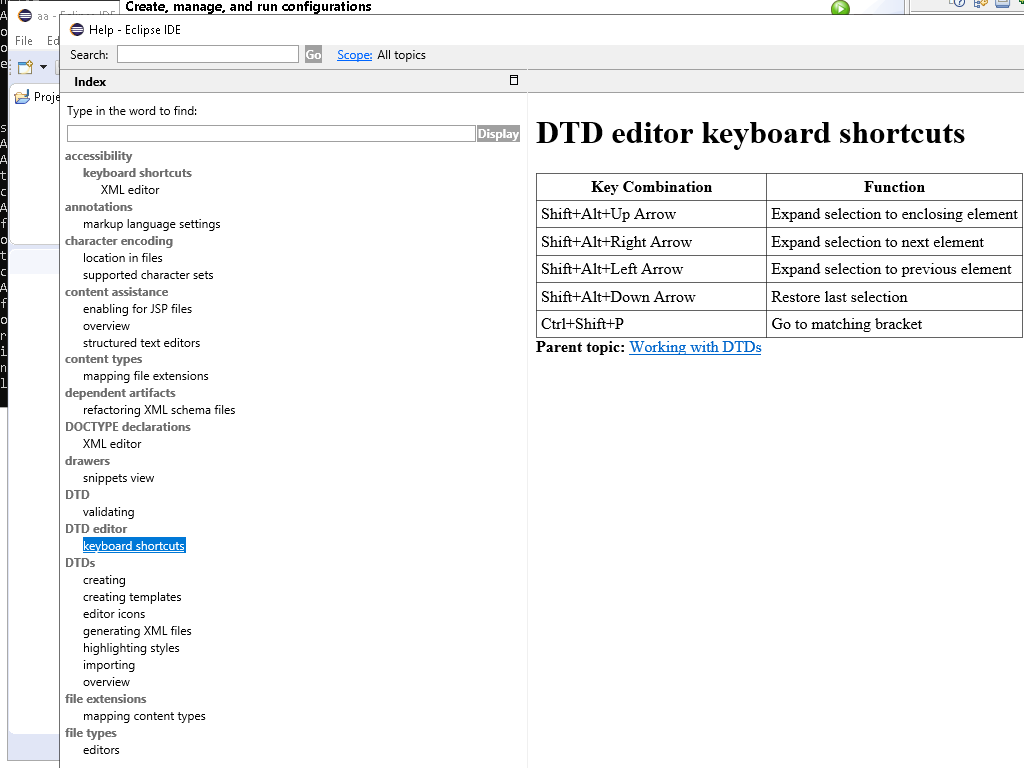 Create, manage, and run configurations
aa - Eclipse IDE
File Ed
Proje
Help - Eclipse IDE
Search:
Go
Scope: All topics
Index
Type in the word to find:
Display
accessibility
keyboard shortcuts
XML editor
annotations
markup language settings
character encoding
location in files
supported character sets
content assistance
enabling for JSP files
overview
structured text editors
content types
mapping file extensions
dependent artifacts
refactoring XML schema files
DOCTYPE declarations
XML editor
drawers
snippets view
DTD
validating
DTD editor
keyboard shortcuts
DTDs
creating
creating templates
editor icons
generating XML files
highlighting styles
importing
overview
file extensions
mapping content types
file types
editors
DTD editor keyboard shortcuts
Key Combination Function
Shift+Alt+Up Arrow Expand selection to enclosing element
Shift+Alt+Right Arrow Expand selection to next element
Shift+Alt+Left Arrow Expand selection to previous element
Shift+Alt+Down Arrow Restore last selection
Ctrl+Shift+P Go to matching bracket
Parent topic: Working with DTDs